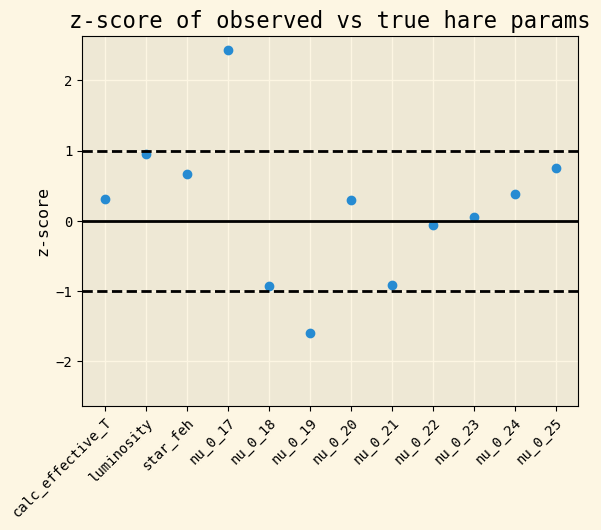 z-score of observed vs true hare params
z-score
2
1
0
−1
−2
calc_effective_T
luminosity
star_feh
nu_0_17
nu_0_18
nu_0_19
nu_0_20
nu_0_21
nu_0_22
nu_0_23
nu_0_24
nu_0_25